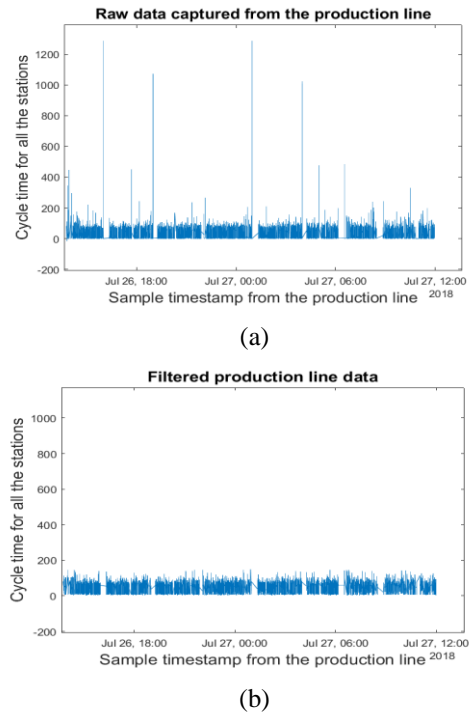 Raw data captured from the production line
Cycle time for all the stations
1200
1000
800
600
400
200
0
-200
Jul 26, 18:00 Jul 27, 00:00 Jul 27, 06:00 Jul 27, 12:00
Sample timestamp from the production line 2018
(a)
Filtered production line data
Cycle time for all the stations
1000
800
600
400
200
0
-200
Jul 26, 18:00 Jul 27, 00:00 Jul 27, 06:00 Jul 27, 12:00
Sample timestamp from the production line 2018
(b)